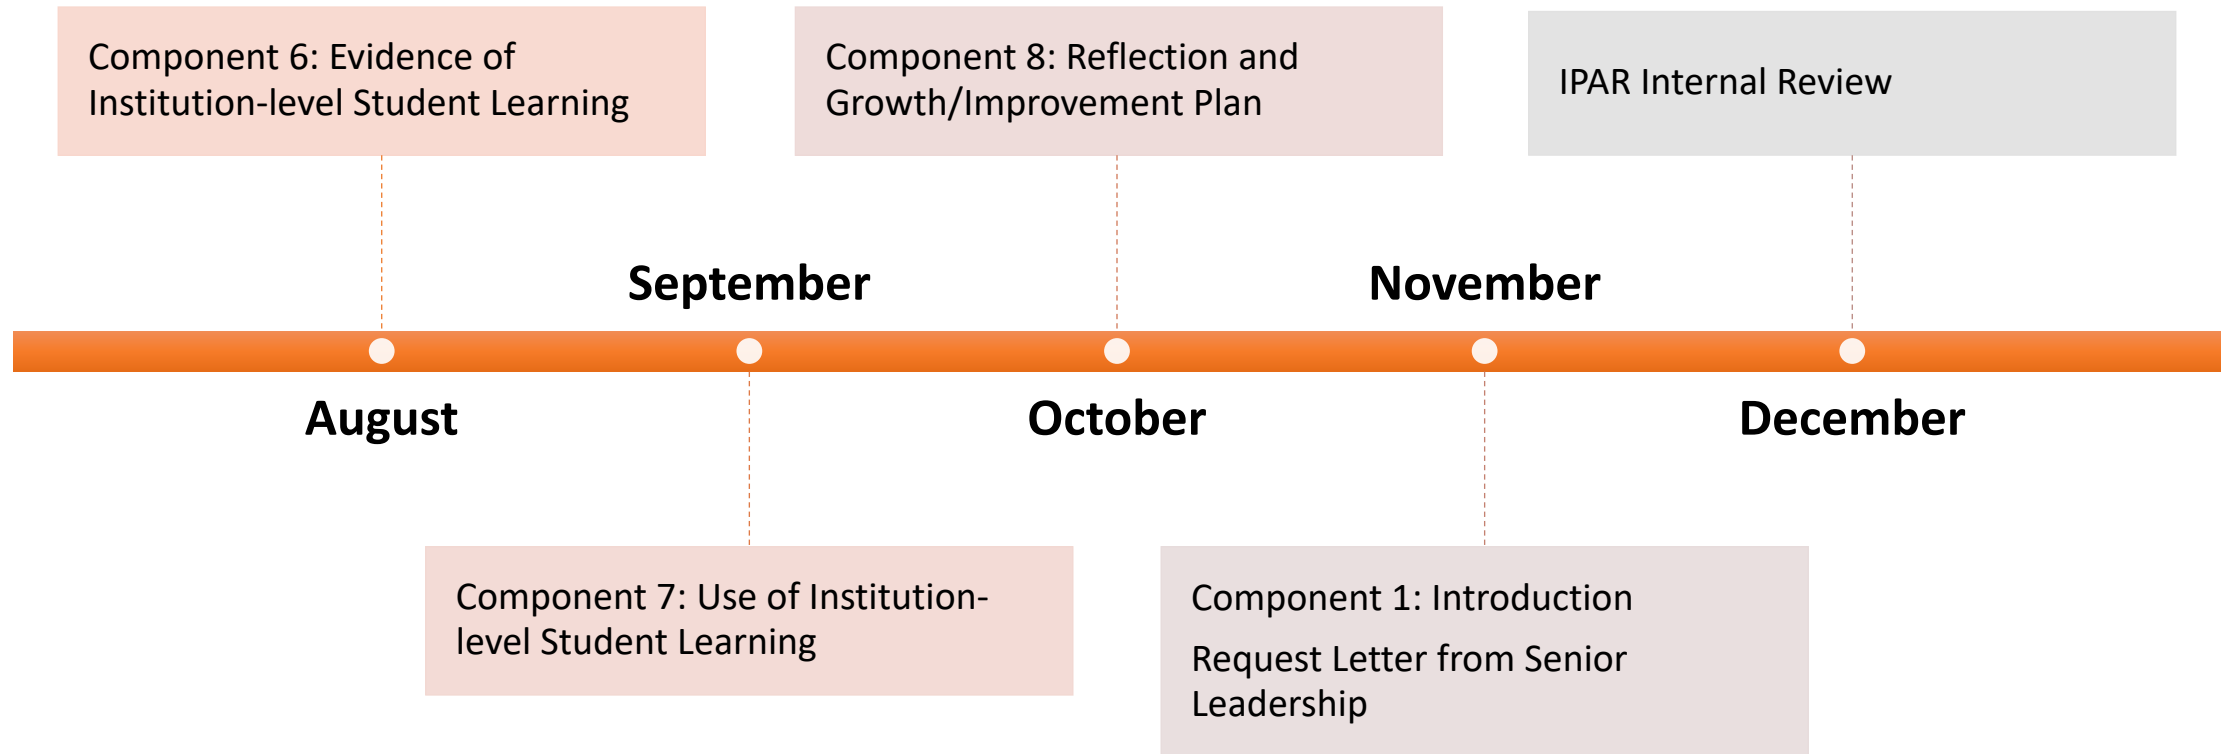 Component 6: Evidence of
Institution-level Student Learning
Component 8: Reflection and
Growth/Improvement Plan
IPAR Internal Review
September
November
August
October
December
Component 7: Use of Institution-
level Student Learning
Component 1: Introduction
Request Letter from Senior
Leadership